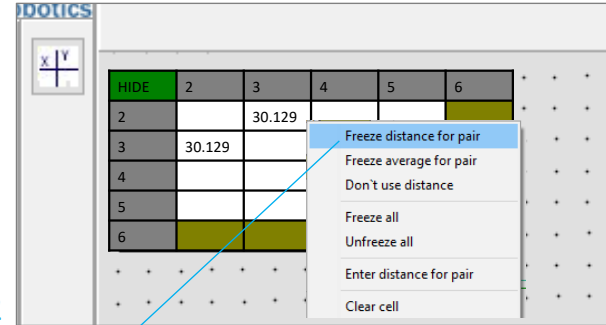 obotics
X Y
HIDE 2 3 4 5 6
2 30.129
3 30.129
4
5
6
Freeze distance for pair
Freeze average for pair
Don`t use distance
Freeze all
Unfreeze all
Enter distance for pair
Clear cell